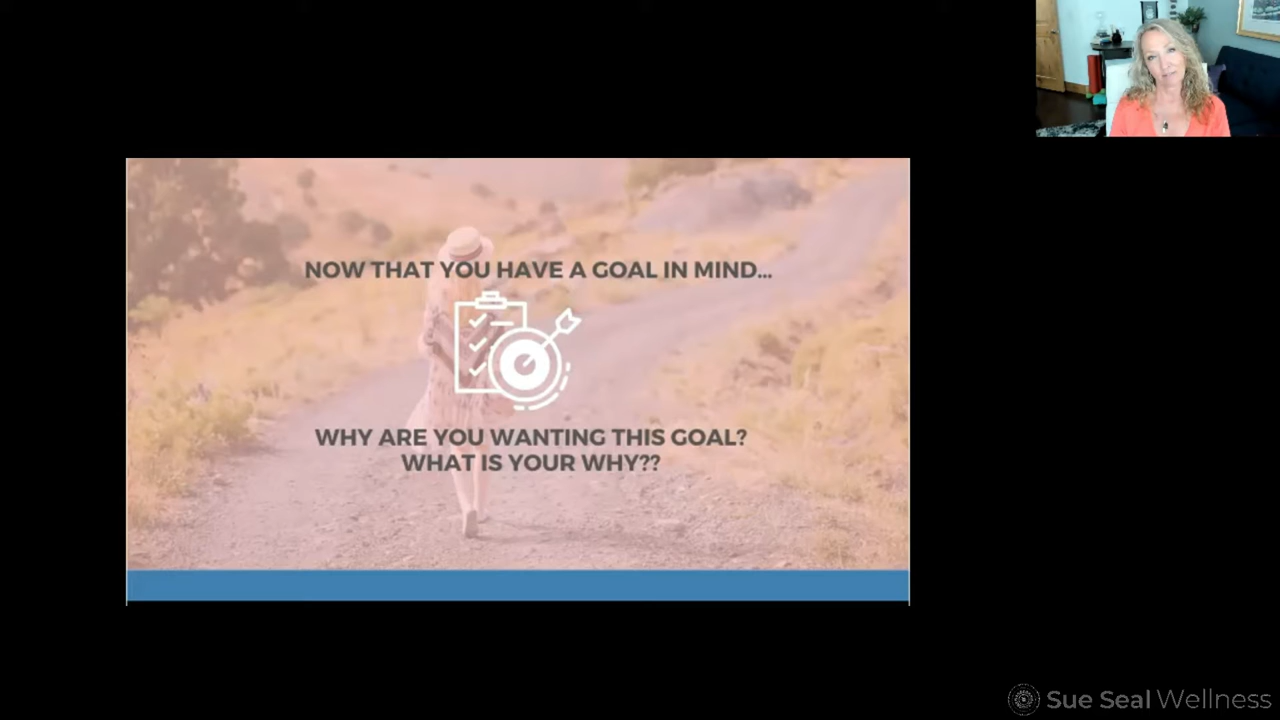 NOW THAT YOU HAVE A GOAL IN MIND...
WHY ARE YOU WANTING THIS GOAL?
WHAT IS YOUR WHY??
Sue Seal Wellness